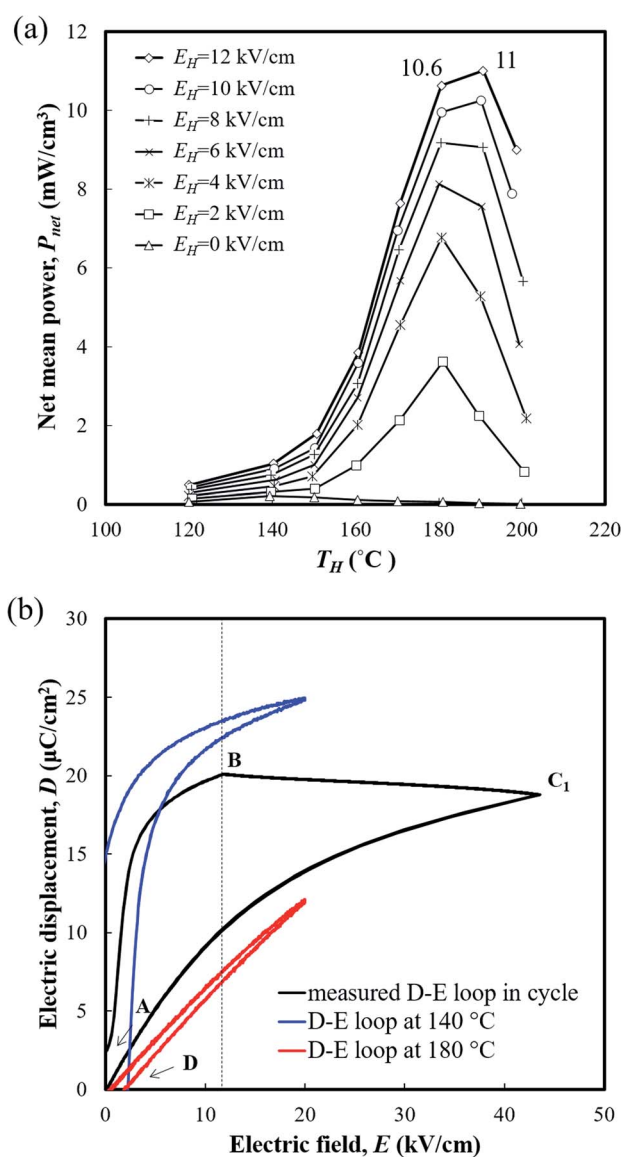 (a)
12
10
8
6
4
2
0
Net mean power, P_net (mW/cm³)
E_H=12 kV/cm
E_H=10 kV/cm
E_H=8 kV/cm
E_H=6 kV/cm
E_H=4 kV/cm
E_H=2 kV/cm
E_H=0 kV/cm
10.6
11
100 120 140 160 180 200 220
T_H (°C )
(b)
30
25
20
15
10
5
0
Electric displacement, D (μC/cm²)
B
C₁
A
D
measured D-E loop in cycle
D-E loop at 140 °C
D-E loop at 180 °C
0 10 20 30 40 50
Electric field, E (kV/cm)